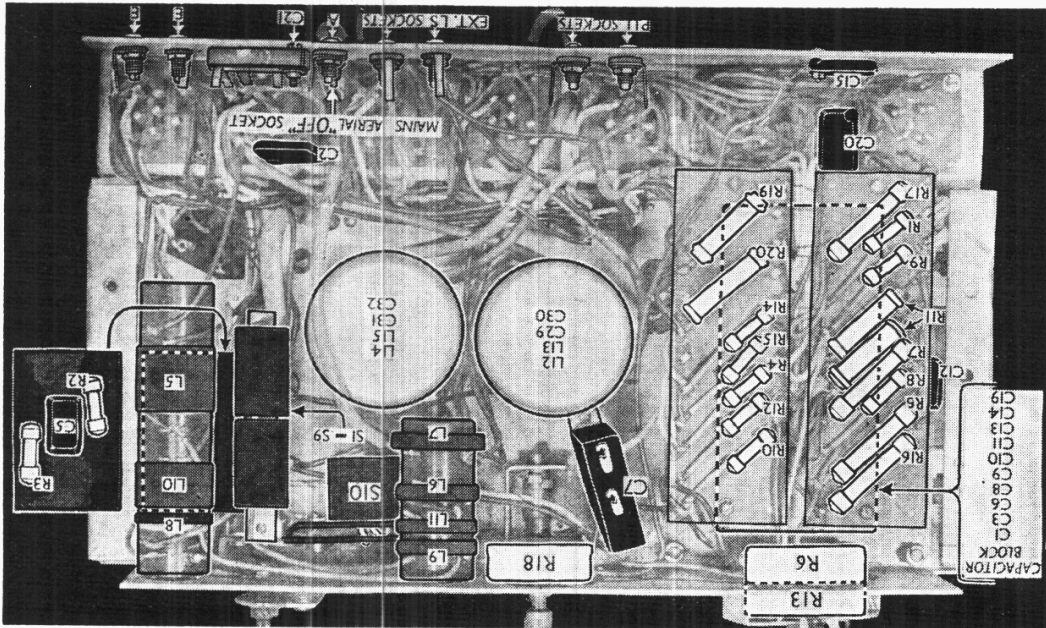 R13
R6
R18
CAPACITOR
BLOCK
C1
C3
C6
C8
C9
C10
C11
C13
C14
C19
R16
R5
R8
R7
R11
R9
R1
R17
C12
R10
R12
R4
R15
R14
R20
R19
C7
L9
L11
L6
L7
S10
S1—S9
L8
L10
L5
R3
C5
R2
L12
L13
C29
C30
L14
L15
C31
C32
C20
C2
C15
MAINS AERIAL "OFF" SOCKET
P.U. SOCKETS
EXT. L.S. SOCKETS
A
C21